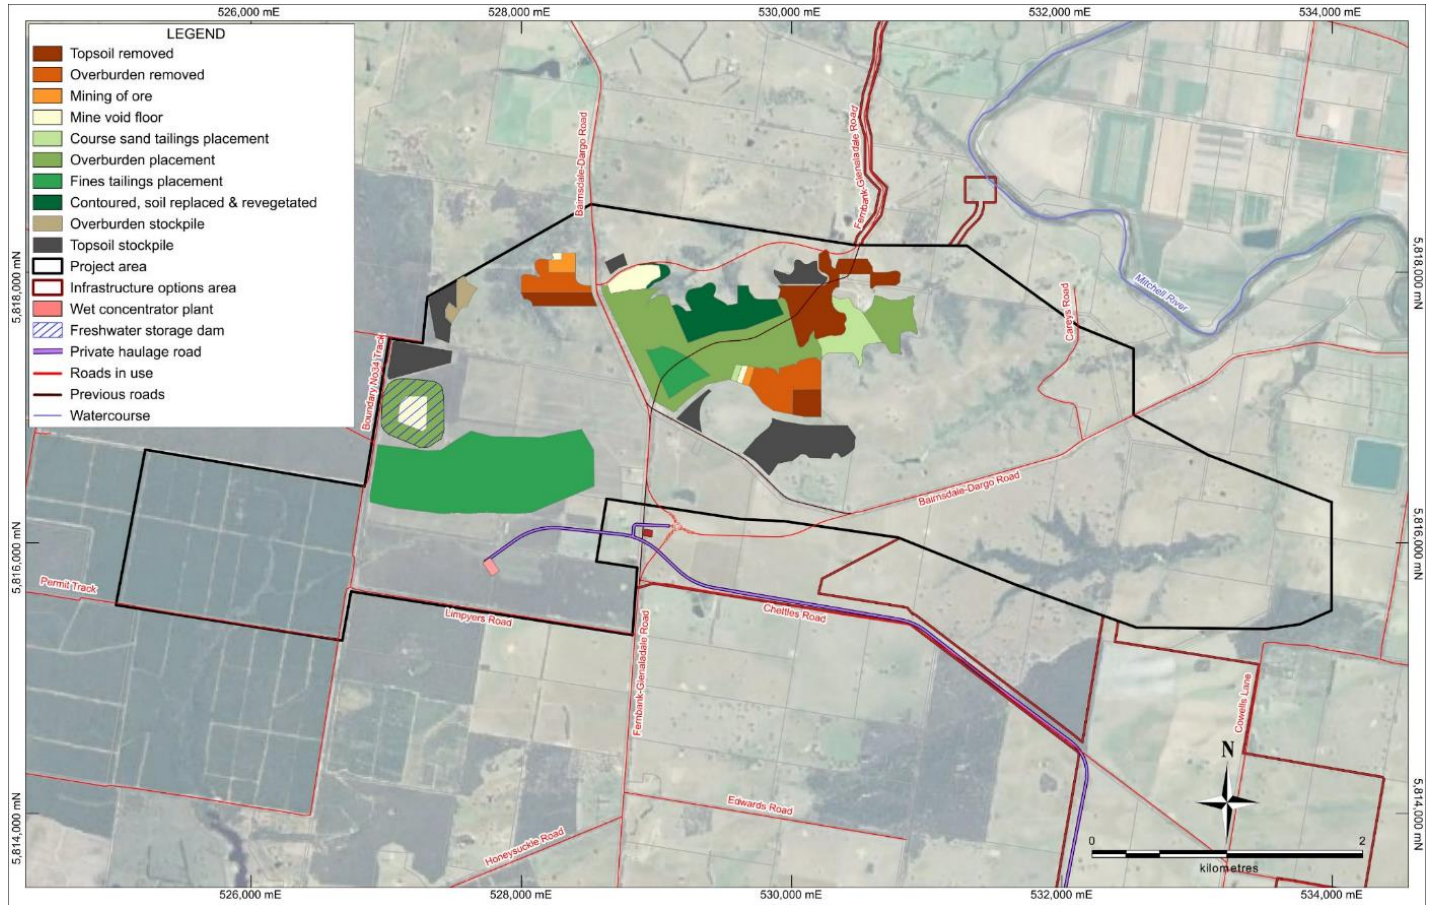 526,000 mE
528,000 mE
530,000 mE
532,000 mE
534,000 mE
LEGEND
Topsoil removed
Overburden removed
Mining of ore
Mine void floor
Course sand tailings placement
Overburden placement
Fines tailings placement
Contoured, soil replaced & revegetated
Overburden stockpile
Topsoil stockpile
Project area
Infrastructure options area
Wet concentrator plant
Freshwater storage dam
Private haulage road
Roads in use
Previous roads
Watercourse
Bairnsdale-Dargo Road
Fernbank-Glenaladale Road
Mitchell River
Careys Road
5,818,000 mN
5,818,000 mN
Boundary No34 Track
Bairnsdale-Dargo Road
5,816,000 mN
5,816,000 mN
Permit Track
Limpyers Road
Chettles Road
Fernbank-Glenaladale Road
Cowells Lane
N
Edwards Road
Honeysuckle Road
5,814,000 mN
5,814,000 mN
0
2
kilometres
526,000 mE
528,000 mE
530,000 mE
532,000 mE
534,000 mE